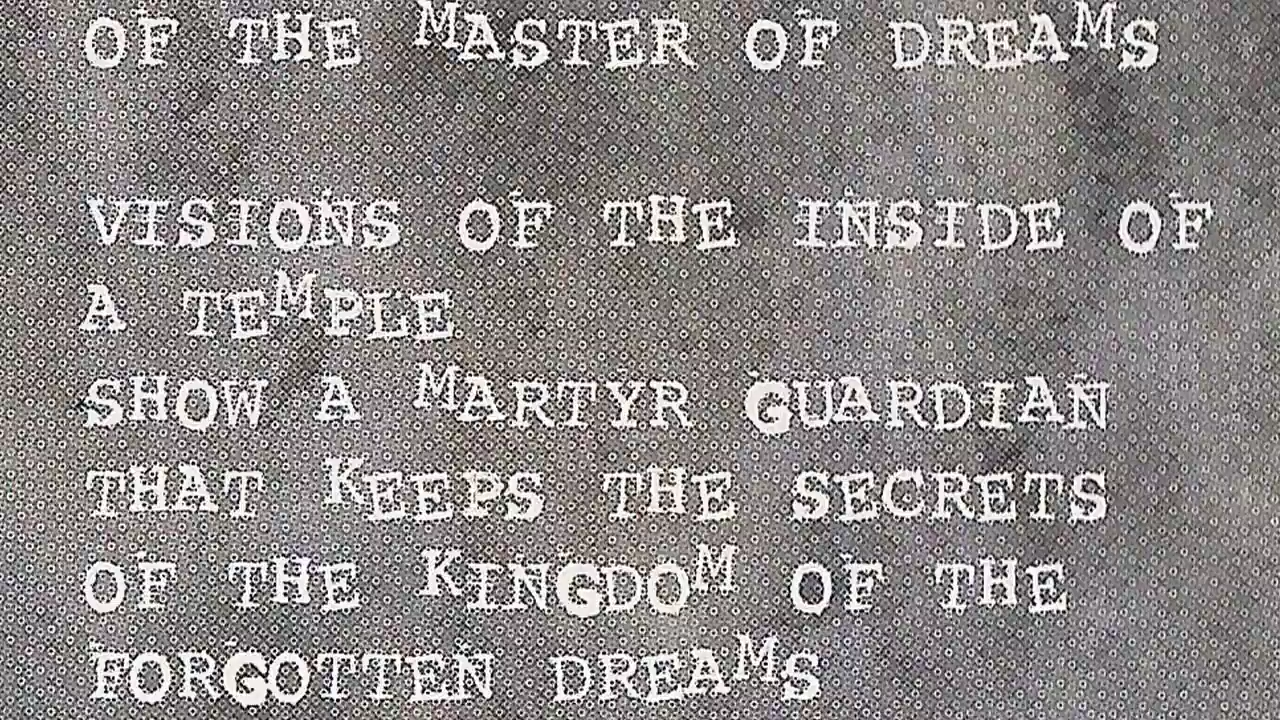 OF THE MASTER OF DREAMS
VISIONS OF THE INSIDE OF
A TEMPLE
SHOW A MARTYR GUARDIAN
THAT KEEPS THE SECRETS
OF THE KINGDOM OF THE
FORGOTTEN DREAMS